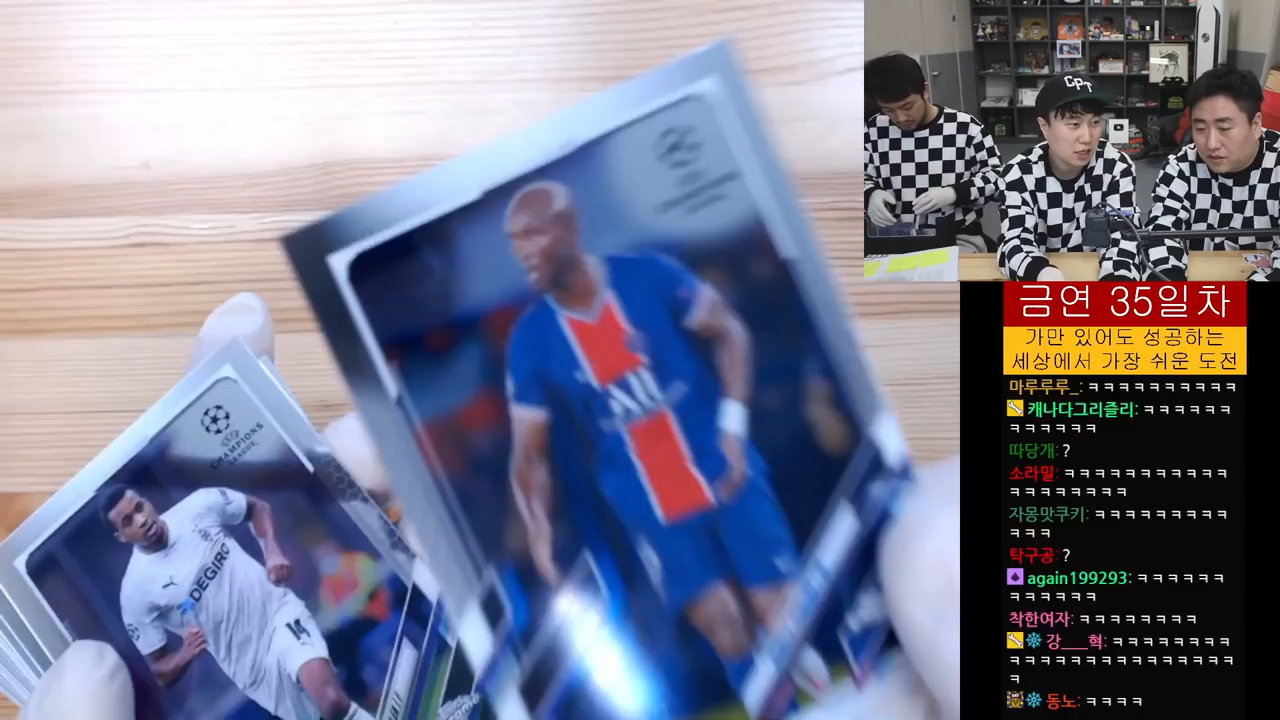 CPT
CHAMPIONS
LEAGUE
DEGIRO
14
금연 35일차
가만 있어도 성공하는
세상에서 가장 쉬운 도전
마루루루_: ㅋㅋㅋㅋㅋㅋㅋㅋㅋㅋ
캐나다그리즐리: ㅋㅋㅋㅋㅋㅋ
ㅋㅋㅋㅋㅋㅋ
따당개: ?
소라밀: ㅋㅋㅋㅋㅋㅋㅋㅋㅋㅋㅋ
ㅋㅋㅋㅋㅋㅋㅋㅋ
자몽맛쿠키: ㅋㅋㅋㅋㅋㅋㅋㅋㅋ
ㅋㅋㅋ
탁구공: ?
again199293: ㅋㅋㅋㅋㅋㅋ
ㅋㅋㅋㅋㅋㅋ
착한여자: ㅋㅋㅋㅋㅋㅋㅋㅋ
강___혁: ㅋㅋㅋㅋㅋㅋㅋㅋ
ㅋㅋㅋㅋㅋㅋㅋㅋㅋㅋㅋㅋㅋㅋㅋ
ㅋ
동노: ㅋㅋㅋㅋ